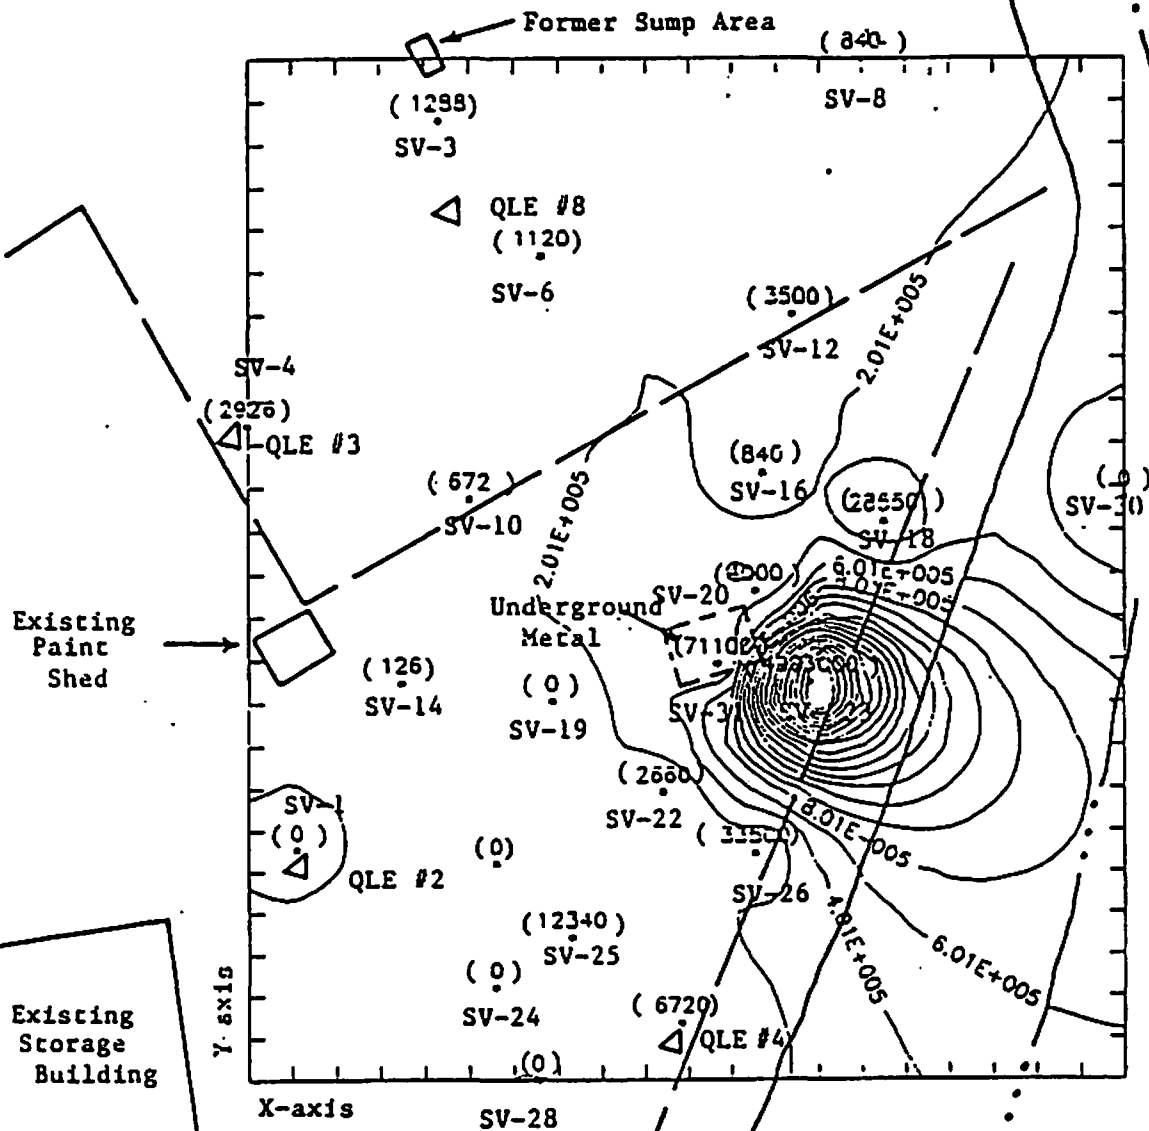 Former Sump Area
SV-8
(1288)
SV-3
QLE #8
(1120)
SV-6
(3500)
SV-12
2.01E+005
SV-4
(2926)
QLE #3
(840)
SV-16
(0)
SV-30
(672)
SV-10
(28550)
SV-18
2.01E+005
6.01E+005
SV-20
Underground
Metal
Existing
Paint
Shed
(126)
SV-14
(0)
SV-19
(2660)
SV-22
8.01E+005
SV-1
(0)
QLE #2
(0)
SV-26
(12340)
SV-25
4.01E+005
6.01E+005
(0)
SV-24
(6720)
QLE #4
(0)
Existing
Storage
Building
Y-axis
X-axis
SV-28